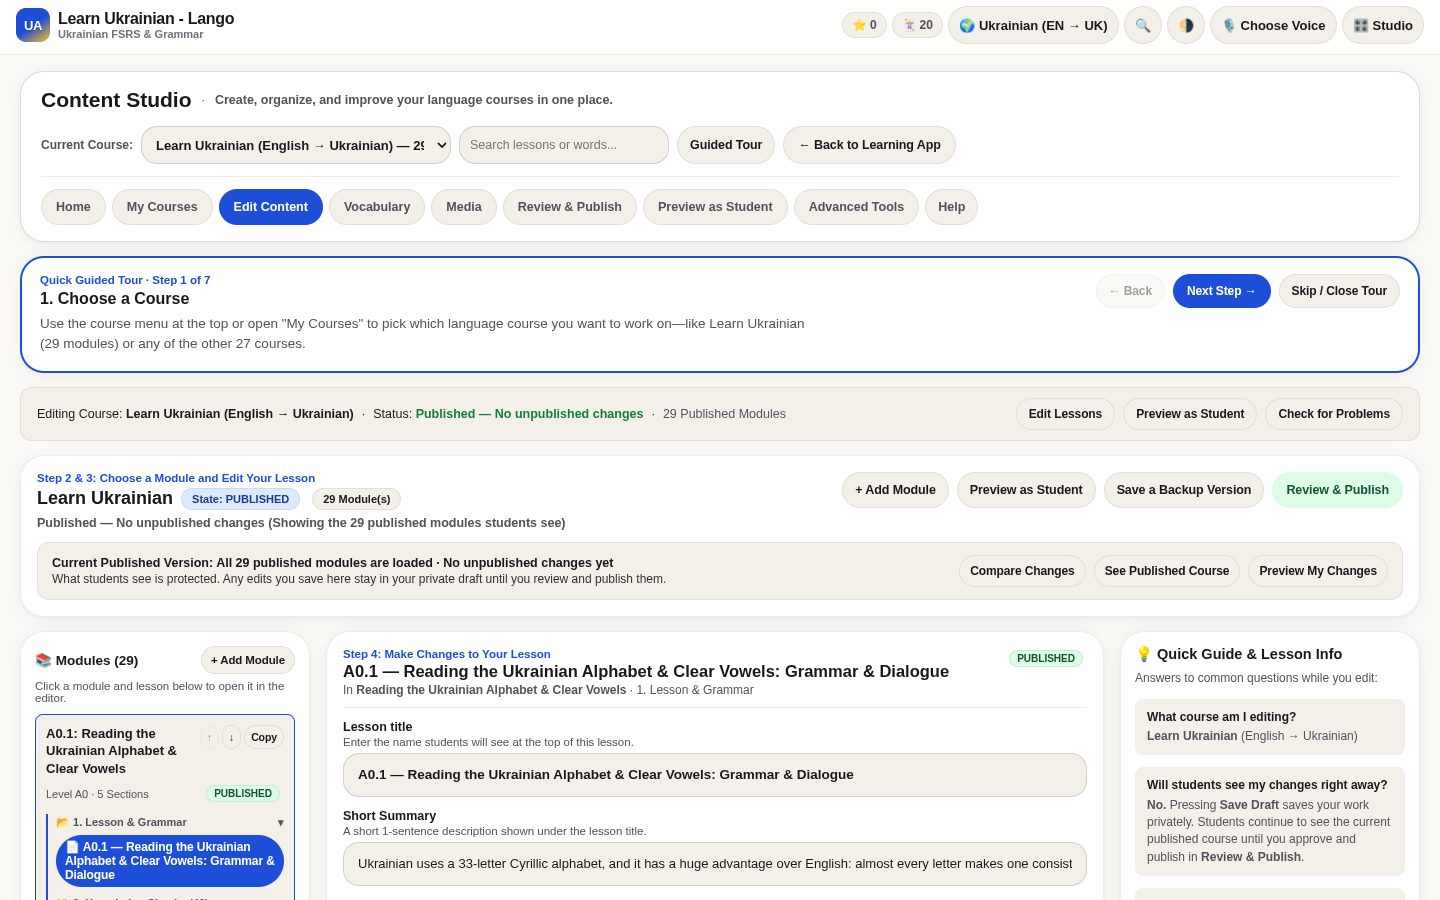 UA
Learn Ukrainian - Lango
Ukrainian FSRS & Grammar
⭐ 0
🃏 20
🌍 Ukrainian (EN → UK)
🔍
🌗
🎙️ Choose Voice
🎛️ Studio
Content Studio · Create, organize, and improve your language courses in one place.
Current Course:
Learn Ukrainian (English → Ukrainian) — 29
Search lessons or words...
Guided Tour
← Back to Learning App
Home
My Courses
Edit Content
Vocabulary
Media
Review & Publish
Preview as Student
Advanced Tools
Help
Quick Guided Tour · Step 1 of 7
1. Choose a Course
Use the course menu at the top or open "My Courses" to pick which language course you want to work on—like Learn Ukrainian
(29 modules) or any of the other 27 courses.
← Back
Next Step →
Skip / Close Tour
Editing Course: Learn Ukrainian (English → Ukrainian) · Status: Published — No unpublished changes · 29 Published Modules
Edit Lessons
Preview as Student
Check for Problems
Step 2 & 3: Choose a Module and Edit Your Lesson
Learn Ukrainian
State: PUBLISHED
29 Module(s)
Published — No unpublished changes (Showing the 29 published modules students see)
+ Add Module
Preview as Student
Save a Backup Version
Review & Publish
Current Published Version: All 29 published modules are loaded · No unpublished changes yet
What students see is protected. Any edits you save here stay in your private draft until you review and publish them.
Compare Changes
See Published Course
Preview My Changes
📚 Modules (29)
+ Add Module
Click a module and lesson below to open it in the
editor.
A0.1: Reading the
Ukrainian Alphabet &
Clear Vowels
↑
↓
Copy
Level A0 · 5 Sections
PUBLISHED
📂 1. Lesson & Grammar ▾
📄 A0.1 — Reading the Ukrainian
Alphabet & Clear Vowels: Grammar &
Dialogue
Step 4: Make Changes to Your Lesson
A0.1 — Reading the Ukrainian Alphabet & Clear Vowels: Grammar & Dialogue
In Reading the Ukrainian Alphabet & Clear Vowels · 1. Lesson & Grammar
PUBLISHED
Lesson title
Enter the name students will see at the top of this lesson.
A0.1 — Reading the Ukrainian Alphabet & Clear Vowels: Grammar & Dialogue
Short Summary
A short 1-sentence description shown under the lesson title.
Ukrainian uses a 33-letter Cyrillic alphabet, and it has a huge advantage over English: almost every letter makes one consist
💡 Quick Guide & Lesson Info
Answers to common questions while you edit:
What course am I editing?
Learn Ukrainian (English → Ukrainian)
Will students see my changes right away?
No. Pressing Save Draft saves your work
privately. Students continue to see the current
published course until you approve and
publish in Review & Publish.